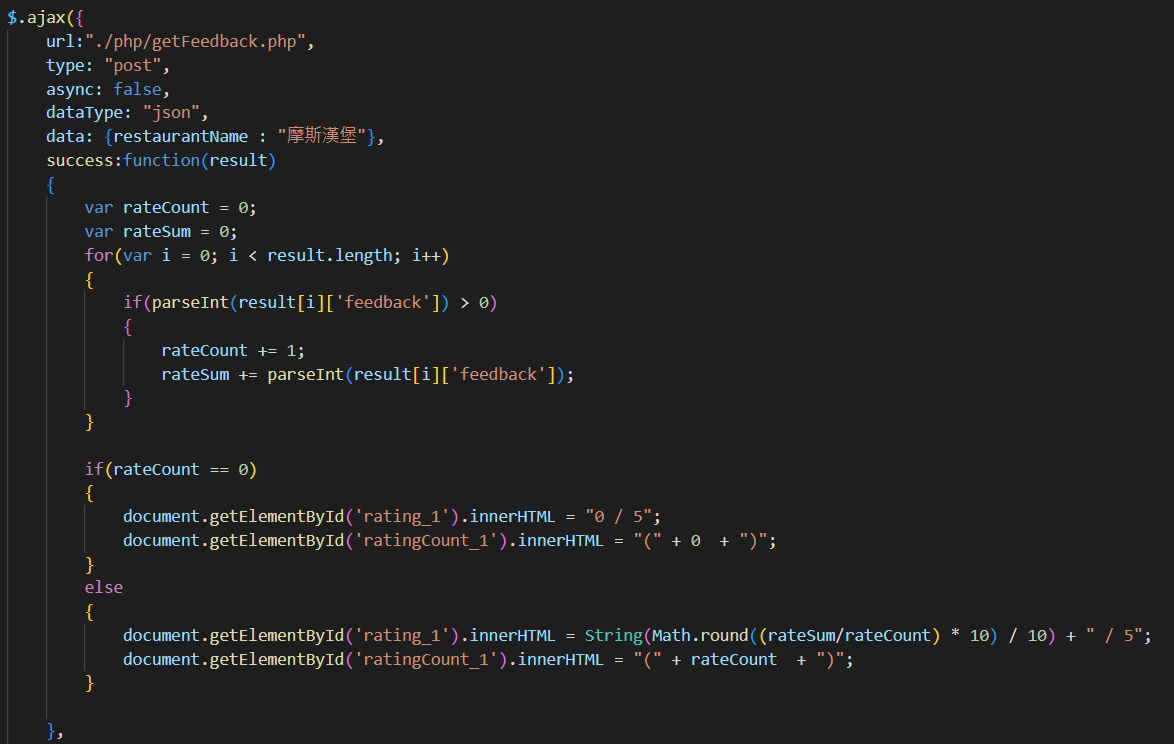 $.ajax({
    url:"./php/getFeedback.php",
    type: "post",
    async: false,
    dataType: "json",
    data: {restaurantName : "摩斯漢堡"},
    success:function(result)
    {
        var rateCount = 0;
        var rateSum = 0;
        for(var i = 0; i < result.length; i++)
        {
            if(parseInt(result[i]['feedback']) > 0)
            {
                rateCount += 1;
                rateSum += parseInt(result[i]['feedback']);
            }
        }

        if(rateCount == 0)
        {
            document.getElementById('rating_1').innerHTML = "0 / 5";
            document.getElementById('ratingCount_1').innerHTML = "(" + 0  + ")";
        }
        else
        {
            document.getElementById('rating_1').innerHTML = String(Math.round((rateSum/rateCount) * 10) / 10) + " / 5";
            document.getElementById('ratingCount_1').innerHTML = "(" + rateCount  + ")";
        }

    },